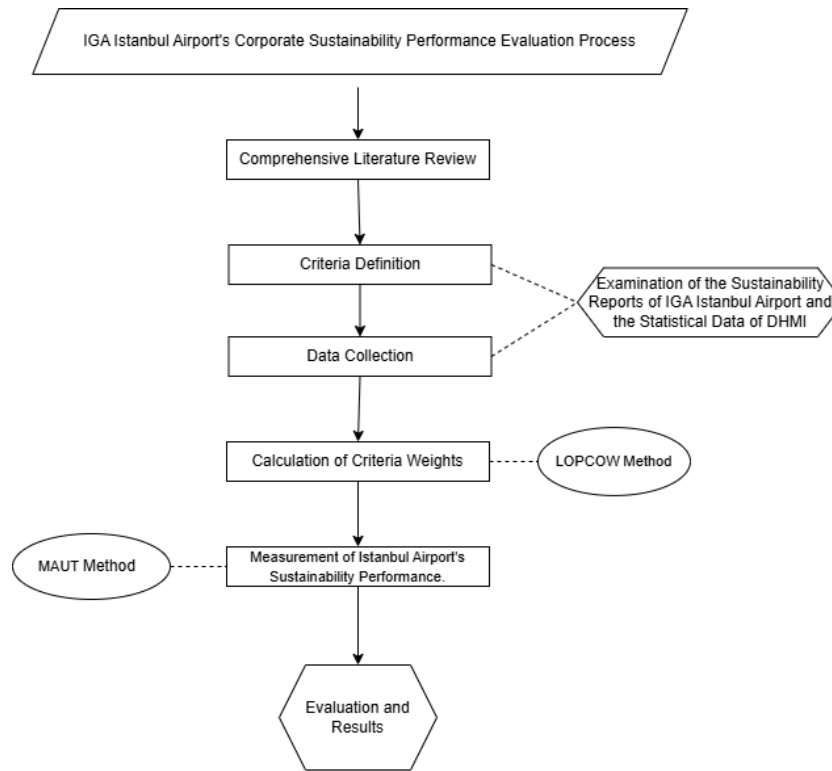 IGA Istanbul Airport's Corporate Sustainability Performance Evaluation Process
Comprehensive Literature Review
Criteria Definition
Examination of the Sustainability
Reports of IGA Istanbul Airport and
the Statistical Data of DHMI
Data Collection
Calculation of Criteria Weights
LOPCOW Method
Measurement of Istanbul Airport's
Sustainability Performance.
MAUT Method
Evaluation and
Results